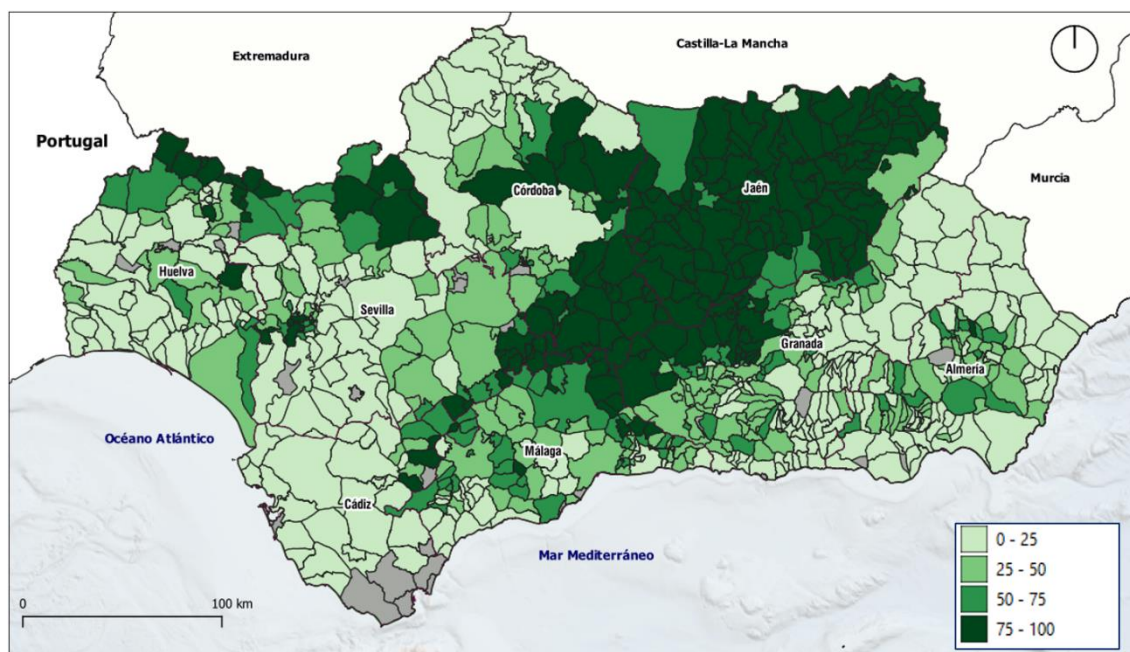 Extremadura
Castilla-La Mancha
Portugal
Murcia
Córdoba
Jaén
Huelva
Sevilla
Granada
Almería
Océano Atlántico
Málaga
Cádiz
Mar Mediterráneo
0 - 25
25 - 50
50 - 75
75 - 100
0 100 km